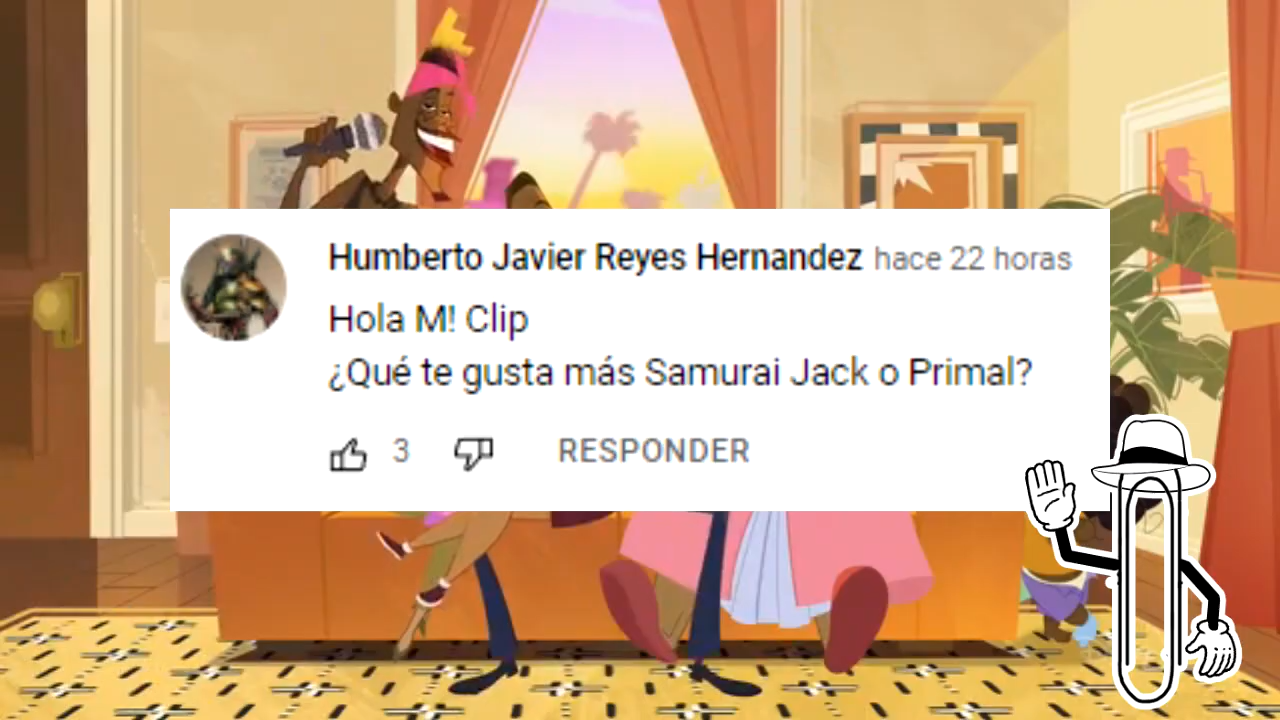 Humberto Javier Reyes Hernandez hace 22 horas
Hola M! Clip
¿Qué te gusta más Samurai Jack o Primal?
3 RESPONDER